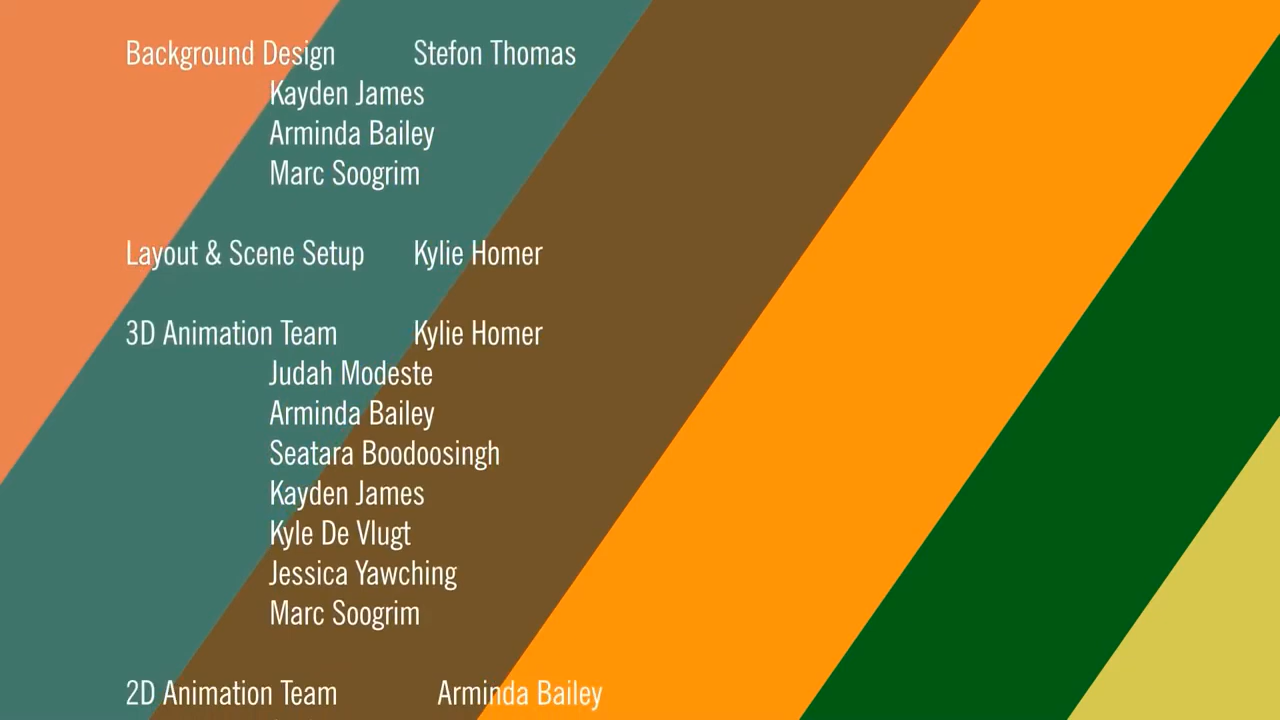 Background Design Stefon Thomas
Kayden James
Arminda Bailey
Marc Soogrim
Layout & Scene Setup Kylie Homer
3D Animation Team Kylie Homer
Judah Modeste
Arminda Bailey
Seatara Boodoosingh
Kayden James
Kyle De Vlugt
Jessica Yawching
Marc Soogrim
2D Animation Team Arminda Bailey